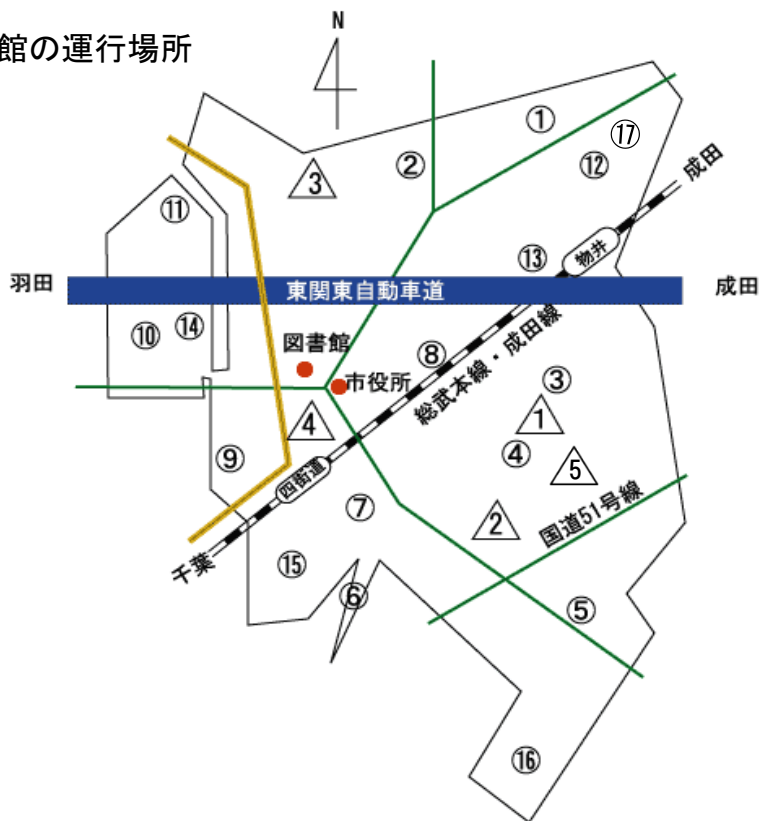 館の運行場所
N
①
⑰
②
⑫
3
成田
⑪
物井
⑬
羽田
東関東自動車道
成田
⑭
⑩
図書館
⑧
総武本線・成田線
市役所
③
1
4
④
⑨
5
四街道
⑦
2
国道51号線
千葉
⑮
⑥
⑤
⑯